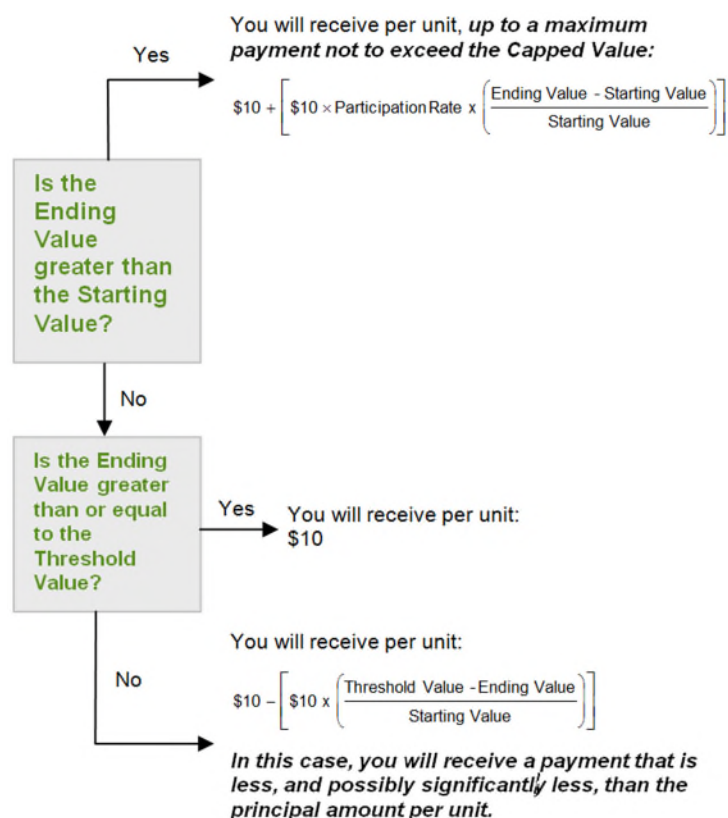 You will receive per unit, up to a maximum
payment not to exceed the Capped Value:
Yes
$10 + [ $10 × Participation Rate x ( Ending Value - Starting Value / Starting Value ) ]
Is the
Ending
Value
greater than
the Starting
Value?
No
Is the Ending
Value greater
than or equal
to the
Threshold
Value?
Yes
You will receive per unit:
$10
You will receive per unit:
No
$10 – [ $10 x ( Threshold Value - Ending Value / Starting Value ) ]
In this case, you will receive a payment that is
less, and possibly significantly less, than the
principal amount per unit.